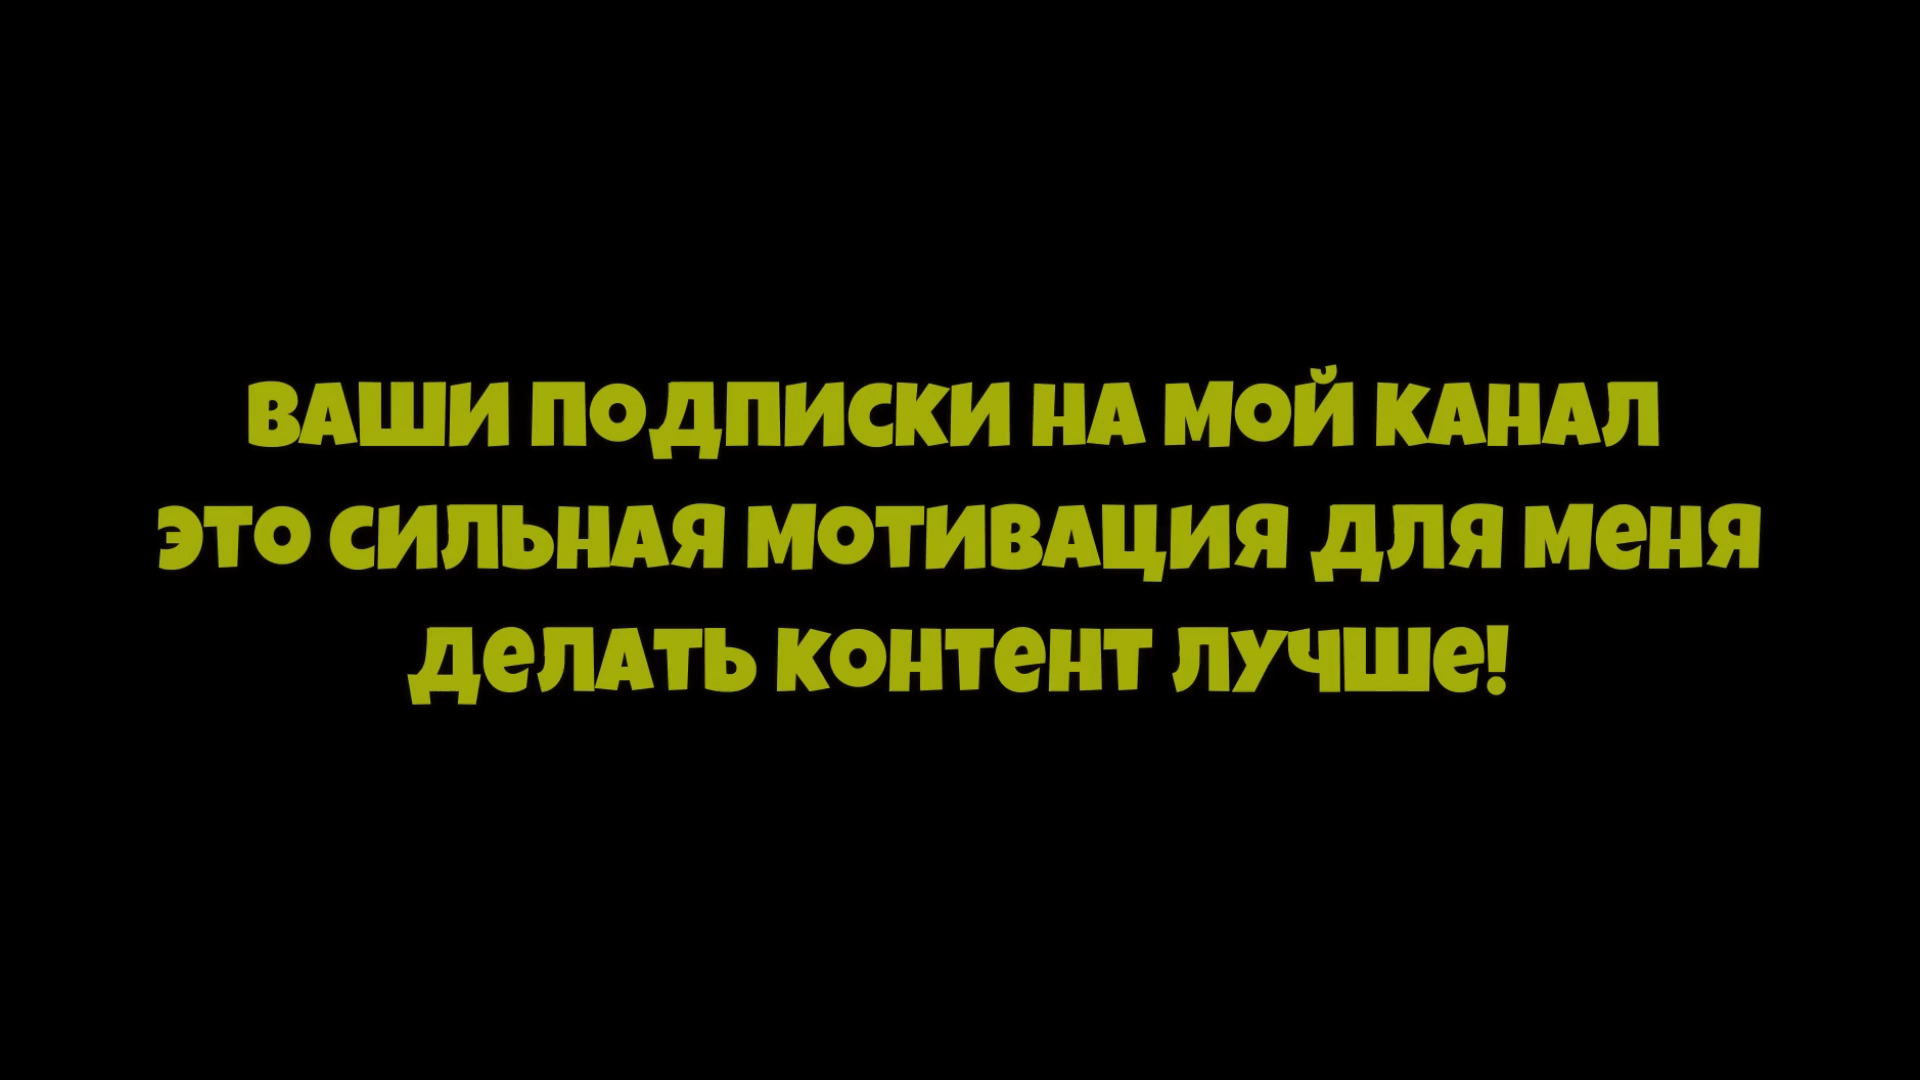 ВАШИ ПОДПИСКИ НА МОЙ КАНАЛ
ЭТО СИЛЬНАЯ МОТИВАЦИЯ ДЛЯ МЕНЯ
ДЕЛАТЬ КОНТЕНТ ЛУЧШЕ!